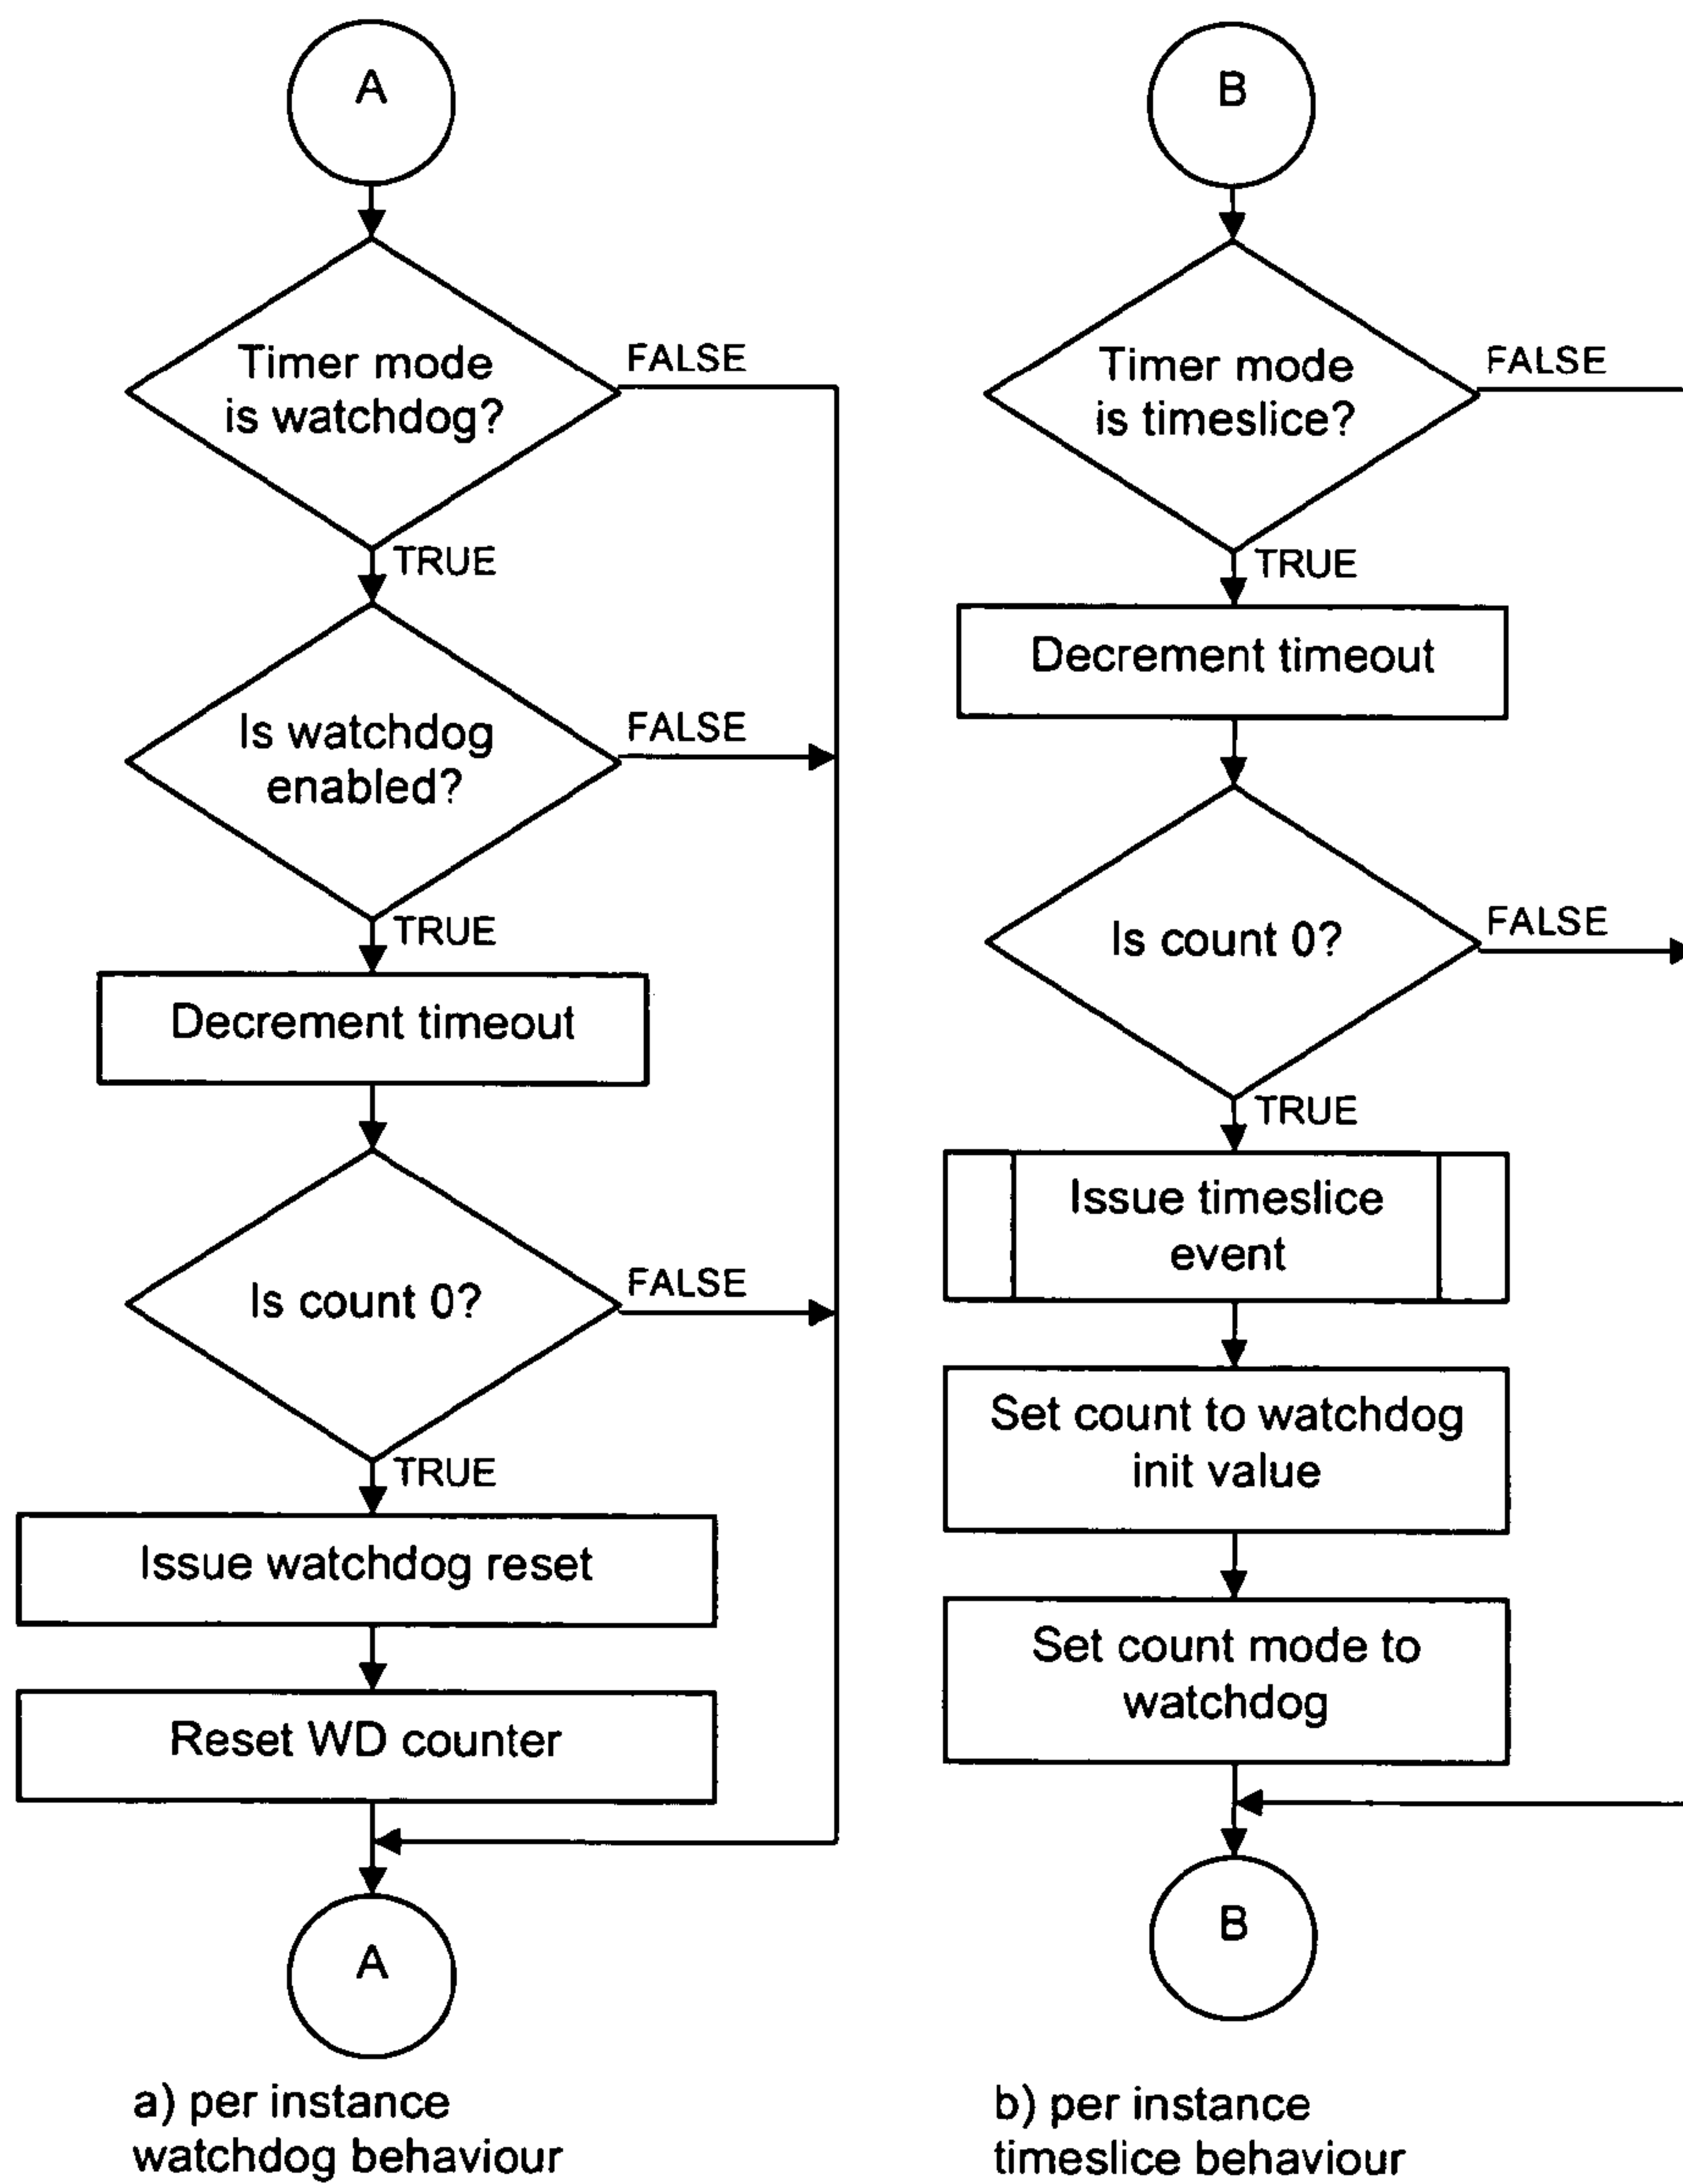 A
Timer mode
is watchdog?
FALSE
TRUE
Is watchdog
enabled?
FALSE
TRUE
Decrement timeout
Is count 0?
FALSE
TRUE
Issue watchdog reset
Reset WD counter
A
a) per instance
watchdog behaviour
B
Timer mode
is timeslice?
FALSE
TRUE
Decrement timeout
Is count 0?
FALSE
TRUE
Issue timeslice
event
Set count to watchdog
init value
Set count mode to
watchdog
B
b) per instance
timeslice behaviour